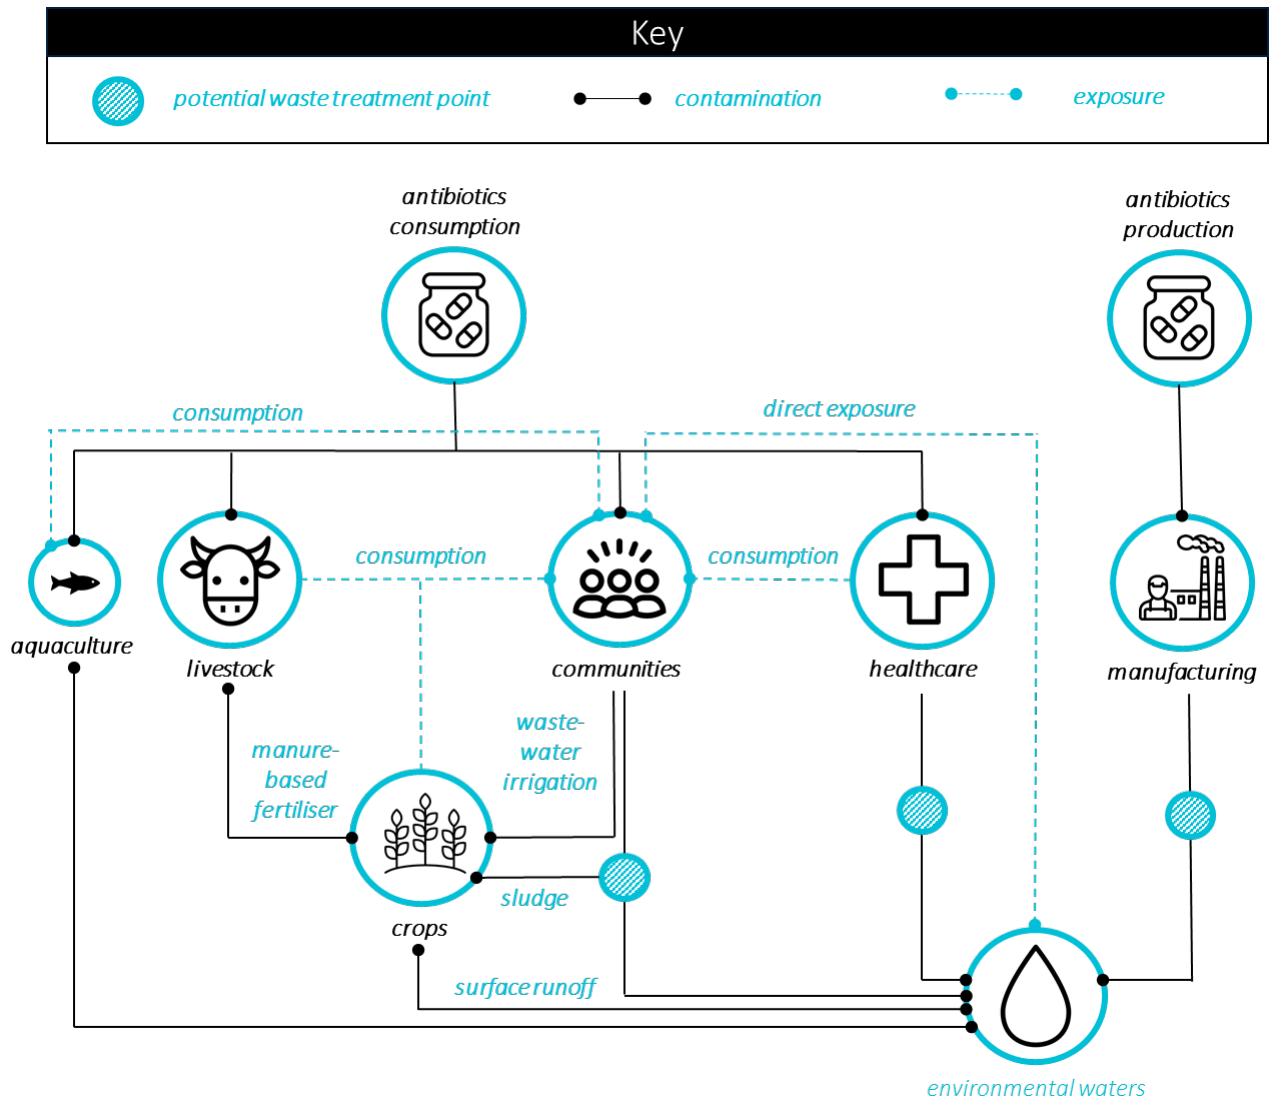 Key
potential waste treatment point
contamination
exposure
antibiotics
consumption
antibiotics
production
consumption
direct exposure
consumption
consumption
aquaculture
livestock
communities
healthcare
manufacturing
manure-
based
fertiliser
waste-
water
irrigation
sludge
crops
surface runoff
environmental waters